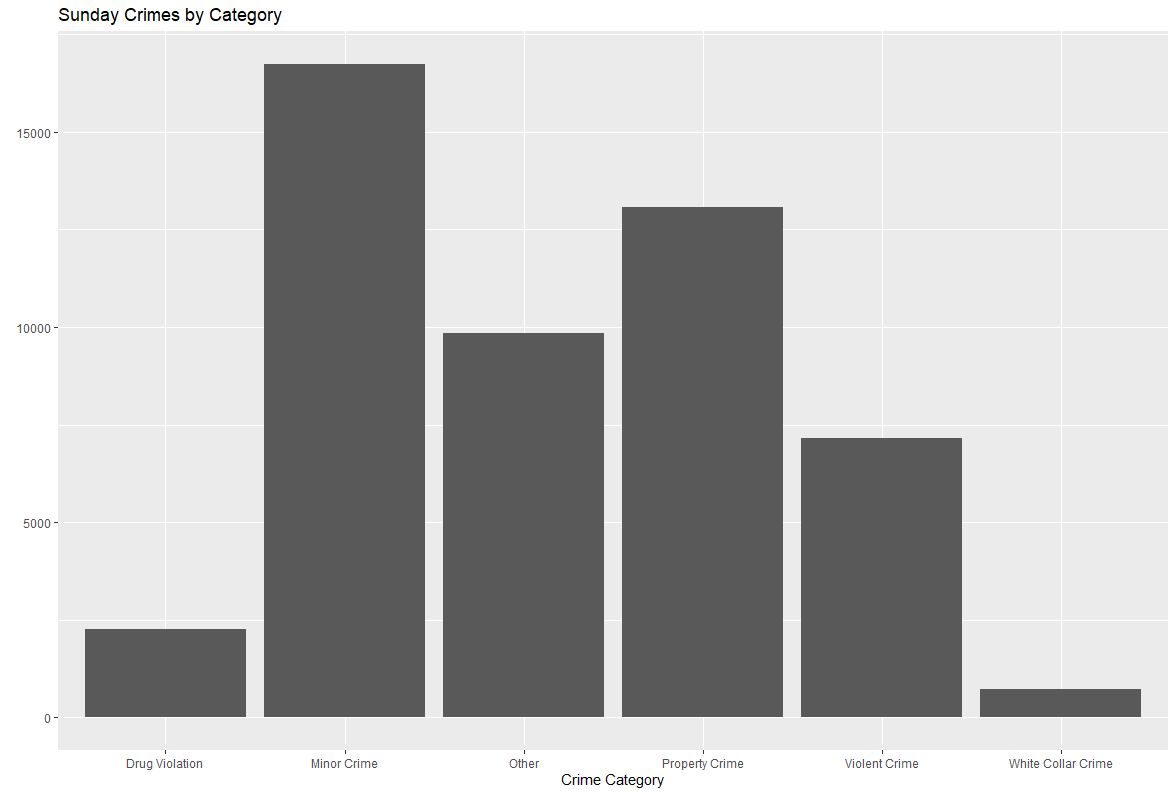 Sunday Crimes by Category
15000
10000
5000
0
Drug Violation Minor Crime Other Property Crime Violent Crime White Collar Crime
Crime Category